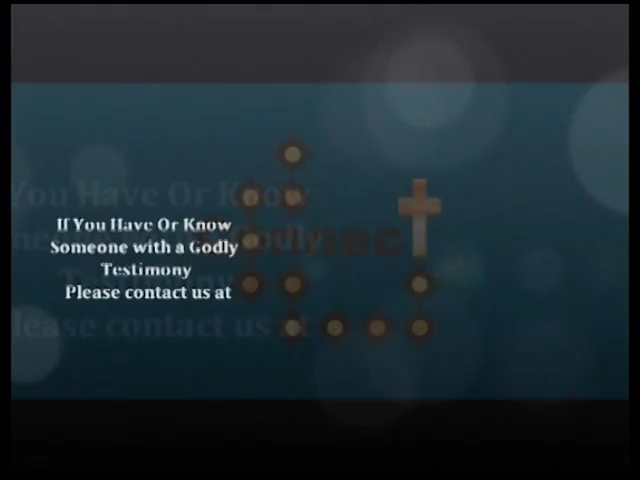 If You Have Or Know
Someone with a Godly
Testimony
Please contact us at